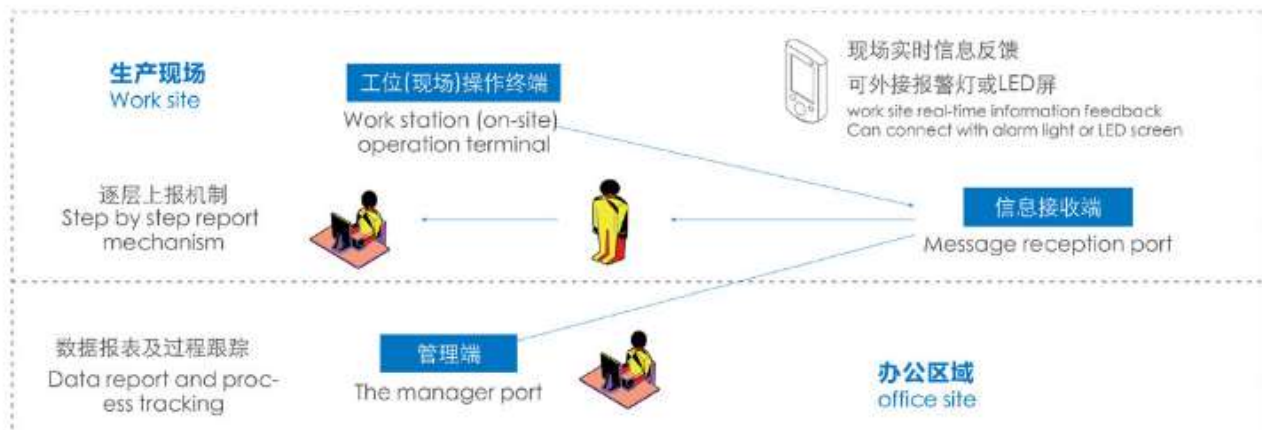 生产现场
Work site
工位(现场)操作终端
Work station (on-site)
operation terminal
现场实时信息反馈
可外接报警灯或LED屏
work site real-time information feedback
Can connect with alarm light or LED screen
逐层上报机制
Step by step report
mechanism
信息接收端
Message reception port
数据报表及过程跟踪
Data report and proc-
ess tracking
管理端
The manager port
办公区域
office site